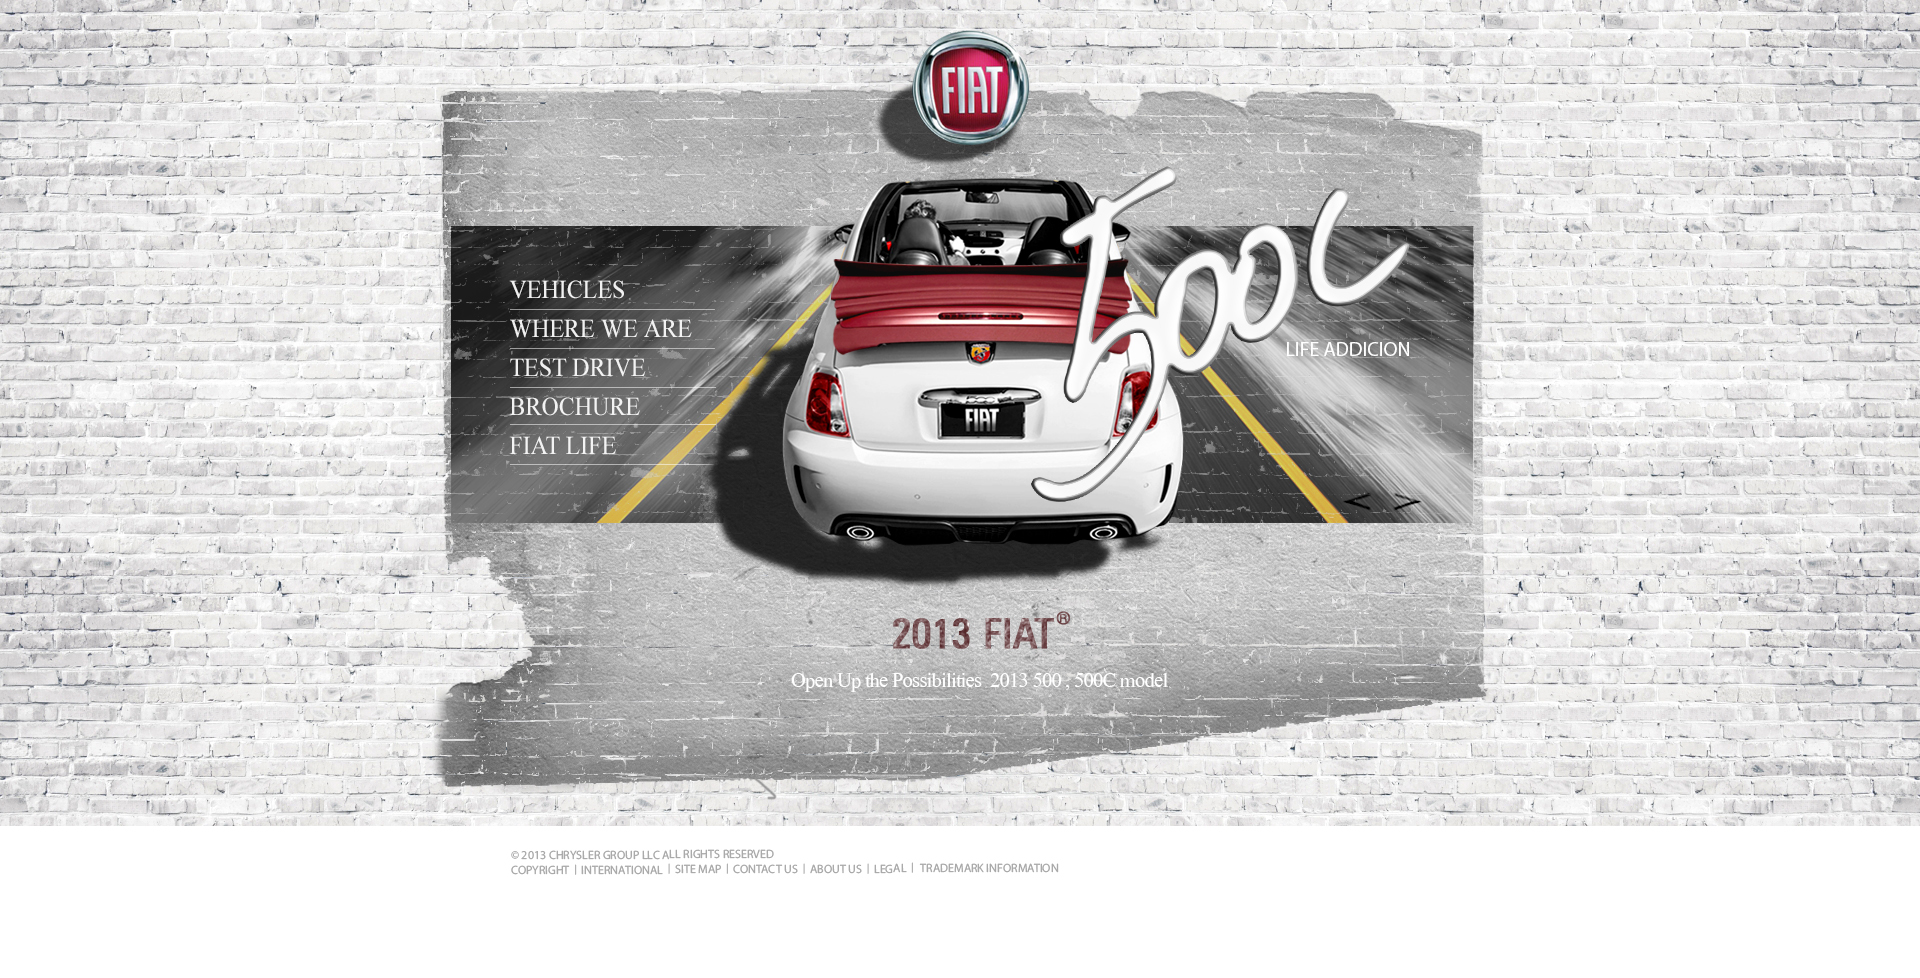 FIAT
500c
VEHICLES
WHERE WE ARE
LIFE ADDICION
TEST DRIVE
BROCHURE
FIAT
FIAT LIFE
< >
2013 FIAT®
Open Up the Possibilities 2013 500 , 500C model
© 2013 CHRYSLER GROUP LLC ALL RIGHTS RESERVED
COPYRIGHT | INTERNATIONAL | SITE MAP | CONTACT US | ABOUT US | LEGAL | TRADEMARK INFORMATION